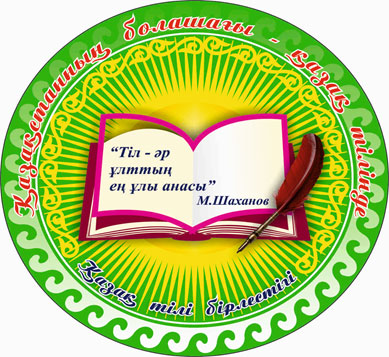 Қазақстанның болашағы - қазақ тілінде
“Тіл - әр
ұлттың
ең ұлы анасы”
М.Шаханов
Қазақ тілі бірлестігі